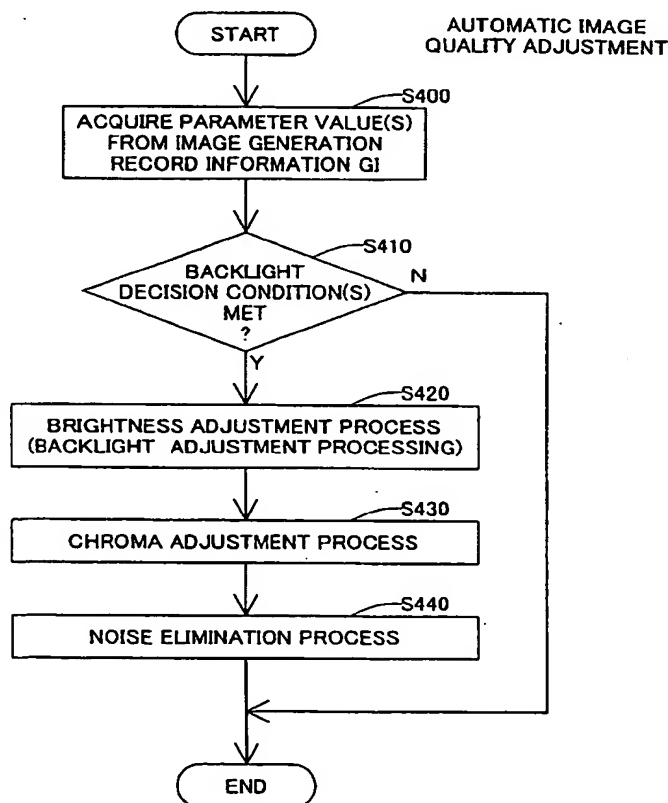 START
AUTOMATIC IMAGE
QUALITY ADJUSTMENT
S400
ACQUIRE PARAMETER VALUE(S)
FROM IMAGE GENERATION
RECORD INFORMATION GI
S410
BACKLIGHT
DECISION CONDITION(S)
MET
?
N
Y
S420
BRIGHTNESS ADJUSTMENT PROCESS
(BACKLIGHT ADJUSTMENT PROCESSING)
S430
CHROMA ADJUSTMENT PROCESS
S440
NOISE ELIMINATION PROCESS
END